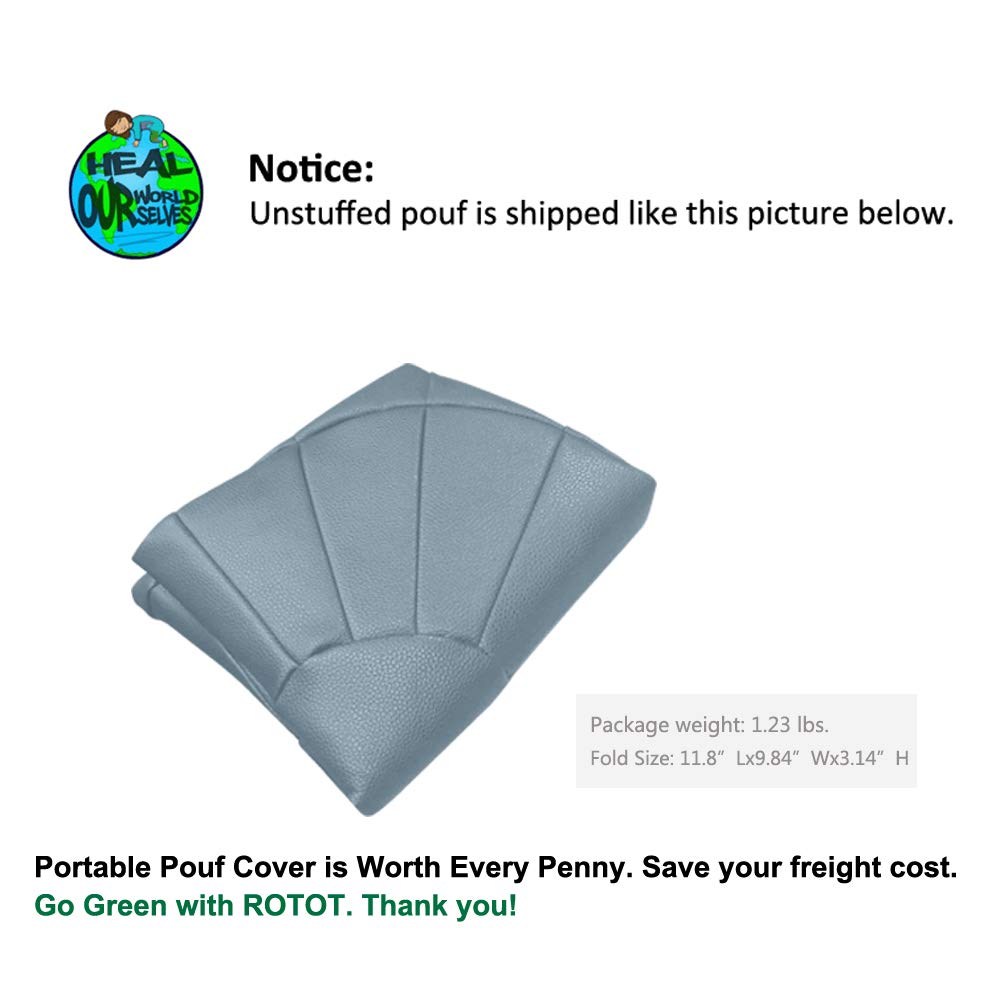 HEAL
OUR WORLD
OURSELVES
Notice:
Unstuffed pouf is shipped like this picture below.
Package weight: 1.23 lbs.
Fold Size: 11.8” Lx9.84” Wx3.14” H
Portable Pouf Cover is Worth Every Penny. Save your freight cost.
Go Green with ROTOT. Thank you!